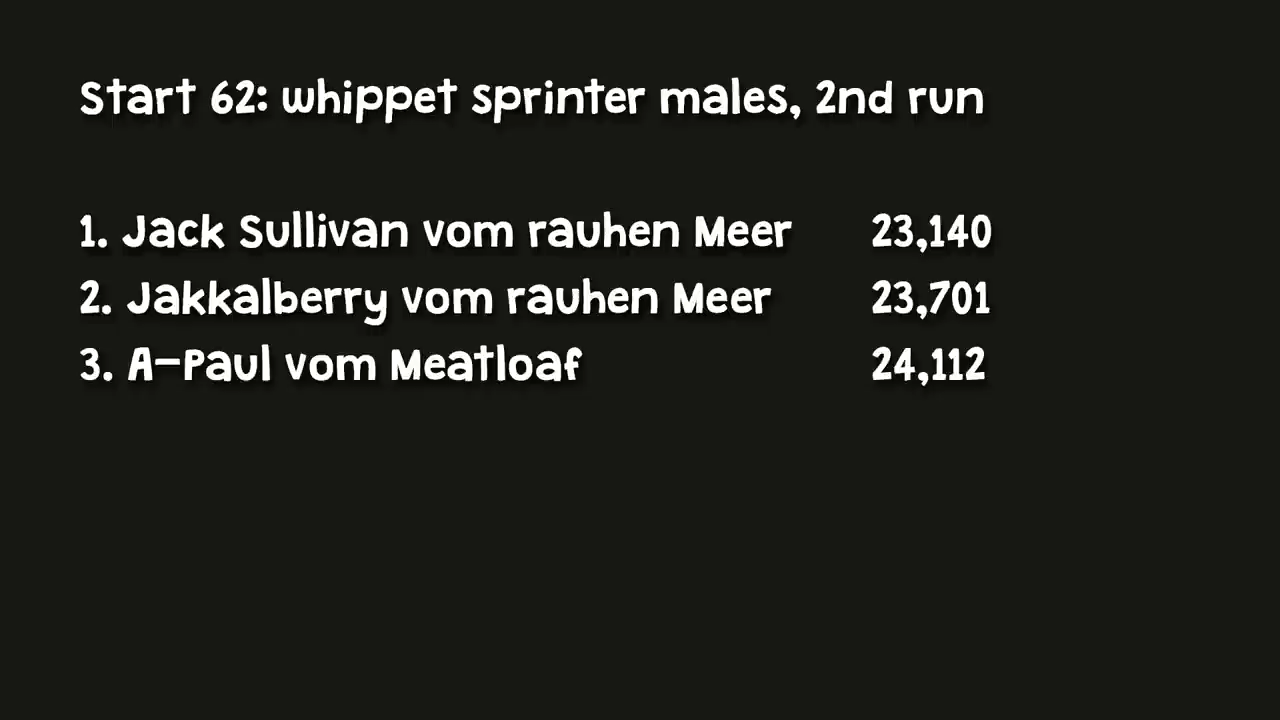 Start 62: whippet sprinter males, 2nd run
1. Jack Sullivan vom rauhen Meer 23,140
2. Jakkalberry vom rauhen Meer 23,701
3. A-Paul vom Meatloaf 24,112